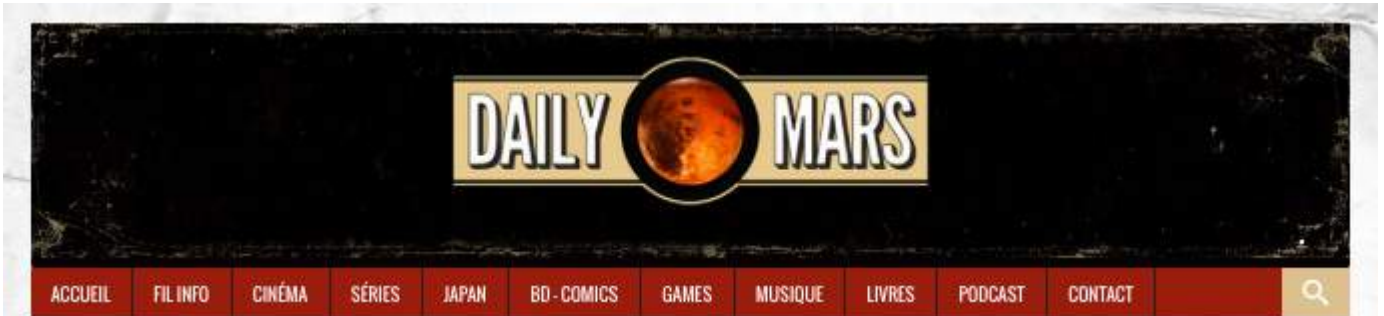 DAILY MARS
ACCUEIL FIL INFO CINÉMA SÉRIES JAPAN BD - COMICS GAMES MUSIQUE LIVRES PODCAST CONTACT